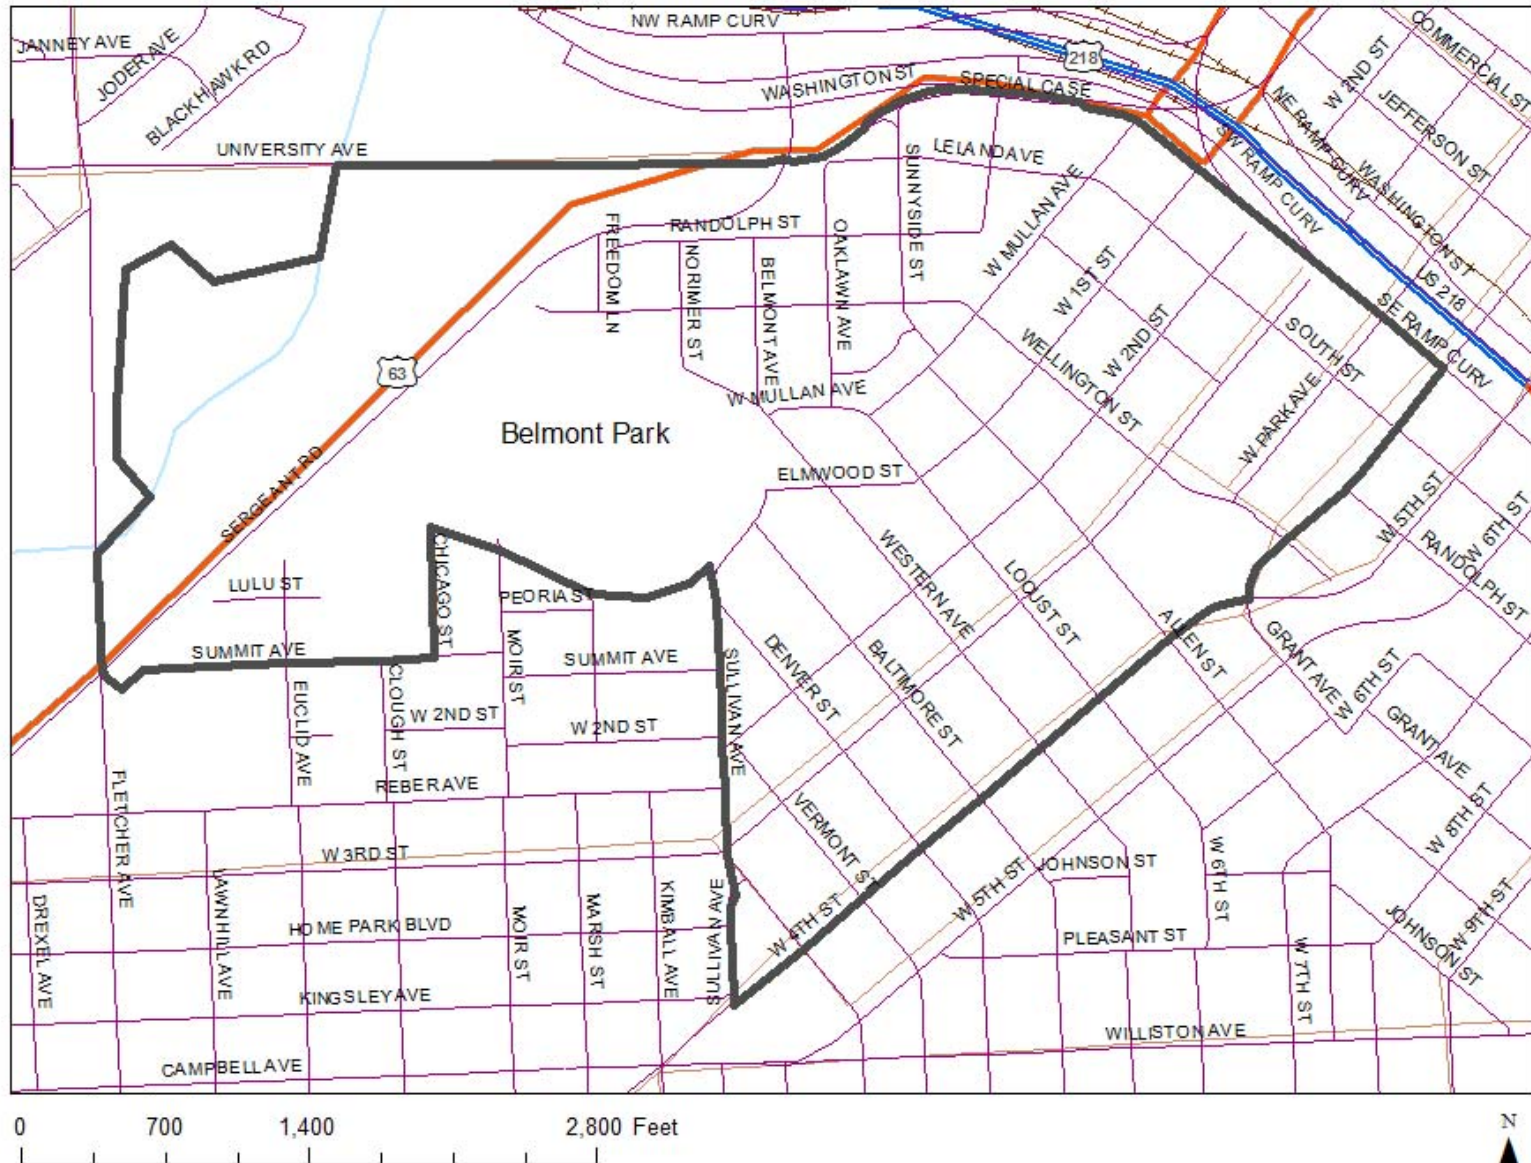 NW RAMP CURV
COMMERCIAL ST
JANNEY AVE
JODER AVE
BLACKHAWK RD
218
W 2ND ST
WASHINGTON ST
SPECIAL CASE
NE RAMP CURV
JEFFERSON ST
UNIVERSITY AVE
SUNNYSIDE ST
LELAND AVE
SW RAMP CURV
WASHINGTON ST
W MULLAN AVE
FREEDOM LN
RANDOLPH ST
OAKLAWN AVE
NORIMER ST
BELMONT AVE
W 1ST ST
US 218
SE RAMP CURV
W 2ND ST
WELLINGTON ST
SOUTH ST
63
W MULLAN AVE
W PARK AVE
Belmont Park
SERGEANT RD
ELMWOOD ST
W 5TH ST
W 6TH ST
RANDOLPH ST
CHICAGO ST
WESTERN AVE
LOCUST ST
LULU ST
PEORIA ST
MOIR ST
ALLEN ST
GRANT AVE
SUMMIT AVE
SUMMIT AVE
SULLIVAN AVE
DENVER ST
BALTIMORE ST
W 6TH ST
EUCLID AVE
CLOUGH ST
W 2ND ST
W 2ND ST
GRANT AVE
FLETCHER AVE
REBER AVE
VERMONT ST
W 8TH ST
W 3RD ST
JOHNSON ST
W 6TH ST
DREXEL AVE
LAWNHILL AVE
HOME PARK BLVD
MOIR ST
MARSH ST
KIMBALL AVE
SULLIVAN AVE
W 4TH ST
W 5TH ST
PLEASANT ST
W 7TH ST
JOHNSON ST
W 9TH ST
KINGSLEY AVE
WILLISTON AVE
CAMPBELL AVE
0 700 1,400 2,800 Feet
N